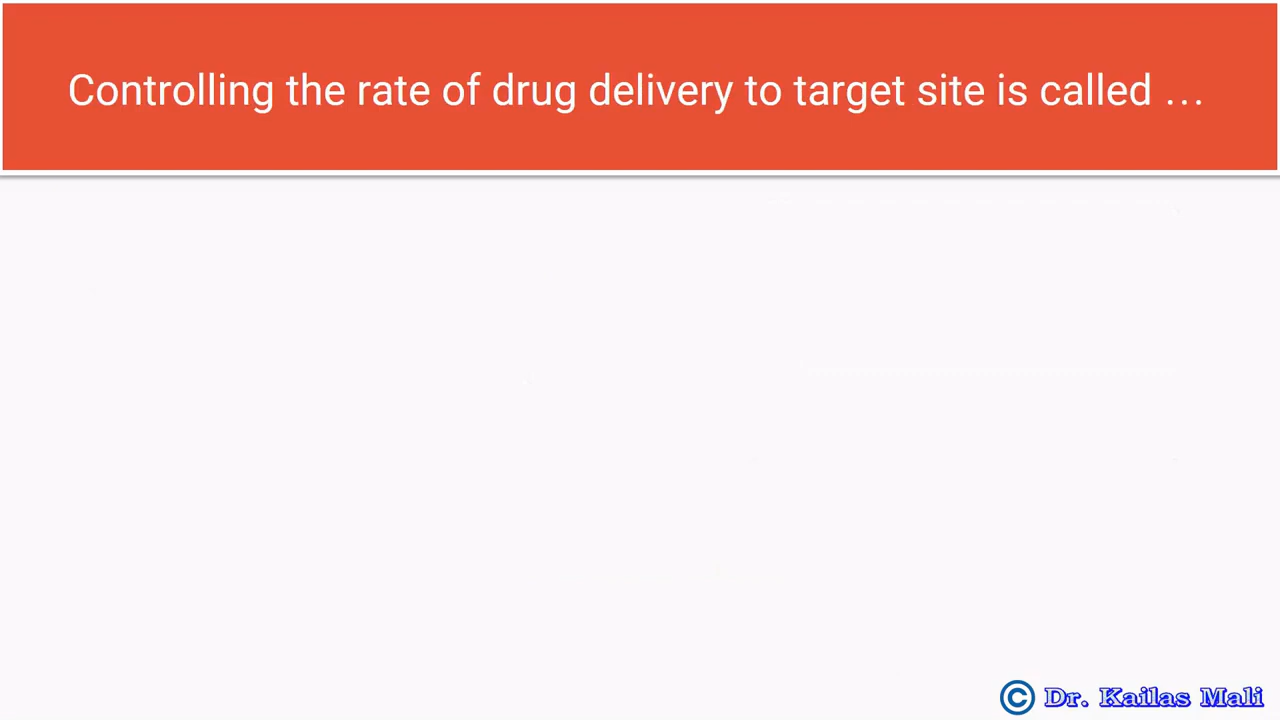 Controlling the rate of drug delivery to target site is called …
© Dr. Kailas Mali